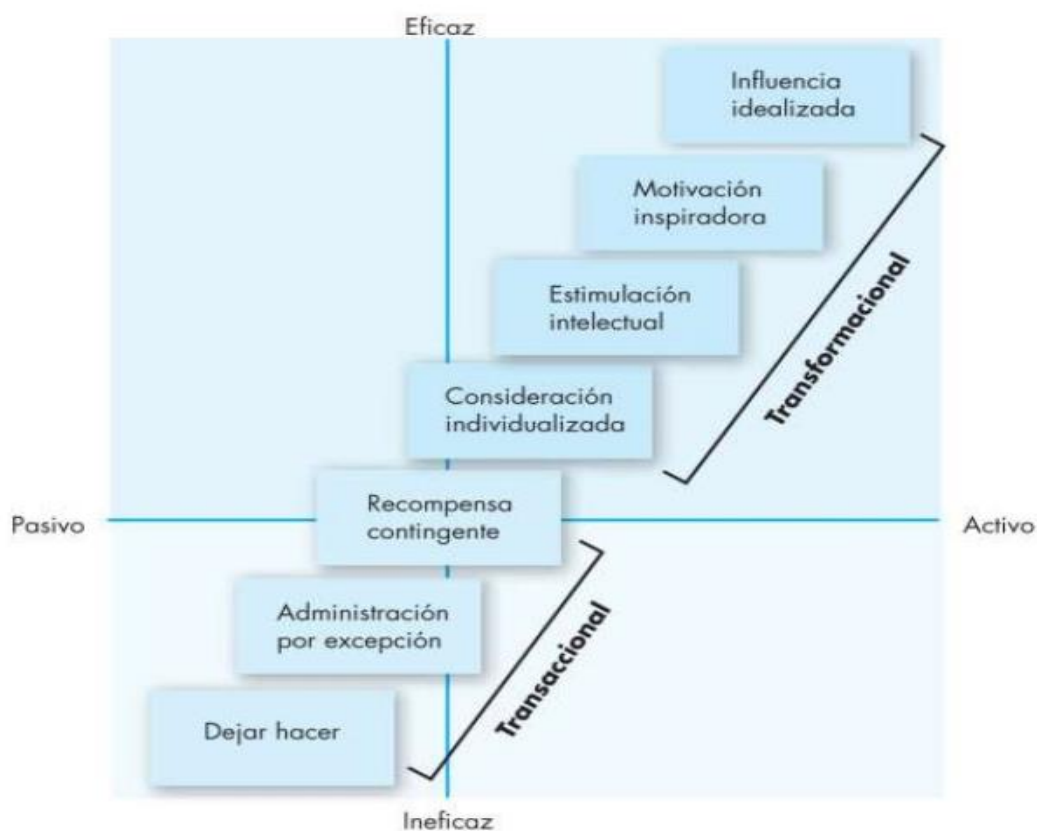 Eficaz
Influencia
idealizada
Motivación
inspiradora
Estimulación
intelectual
Transformacional
Consideración
individualizada
Pasivo
Recompensa
contingente
Activo
Administración
por excepción
Transaccional
Dejar hacer
Ineficaz